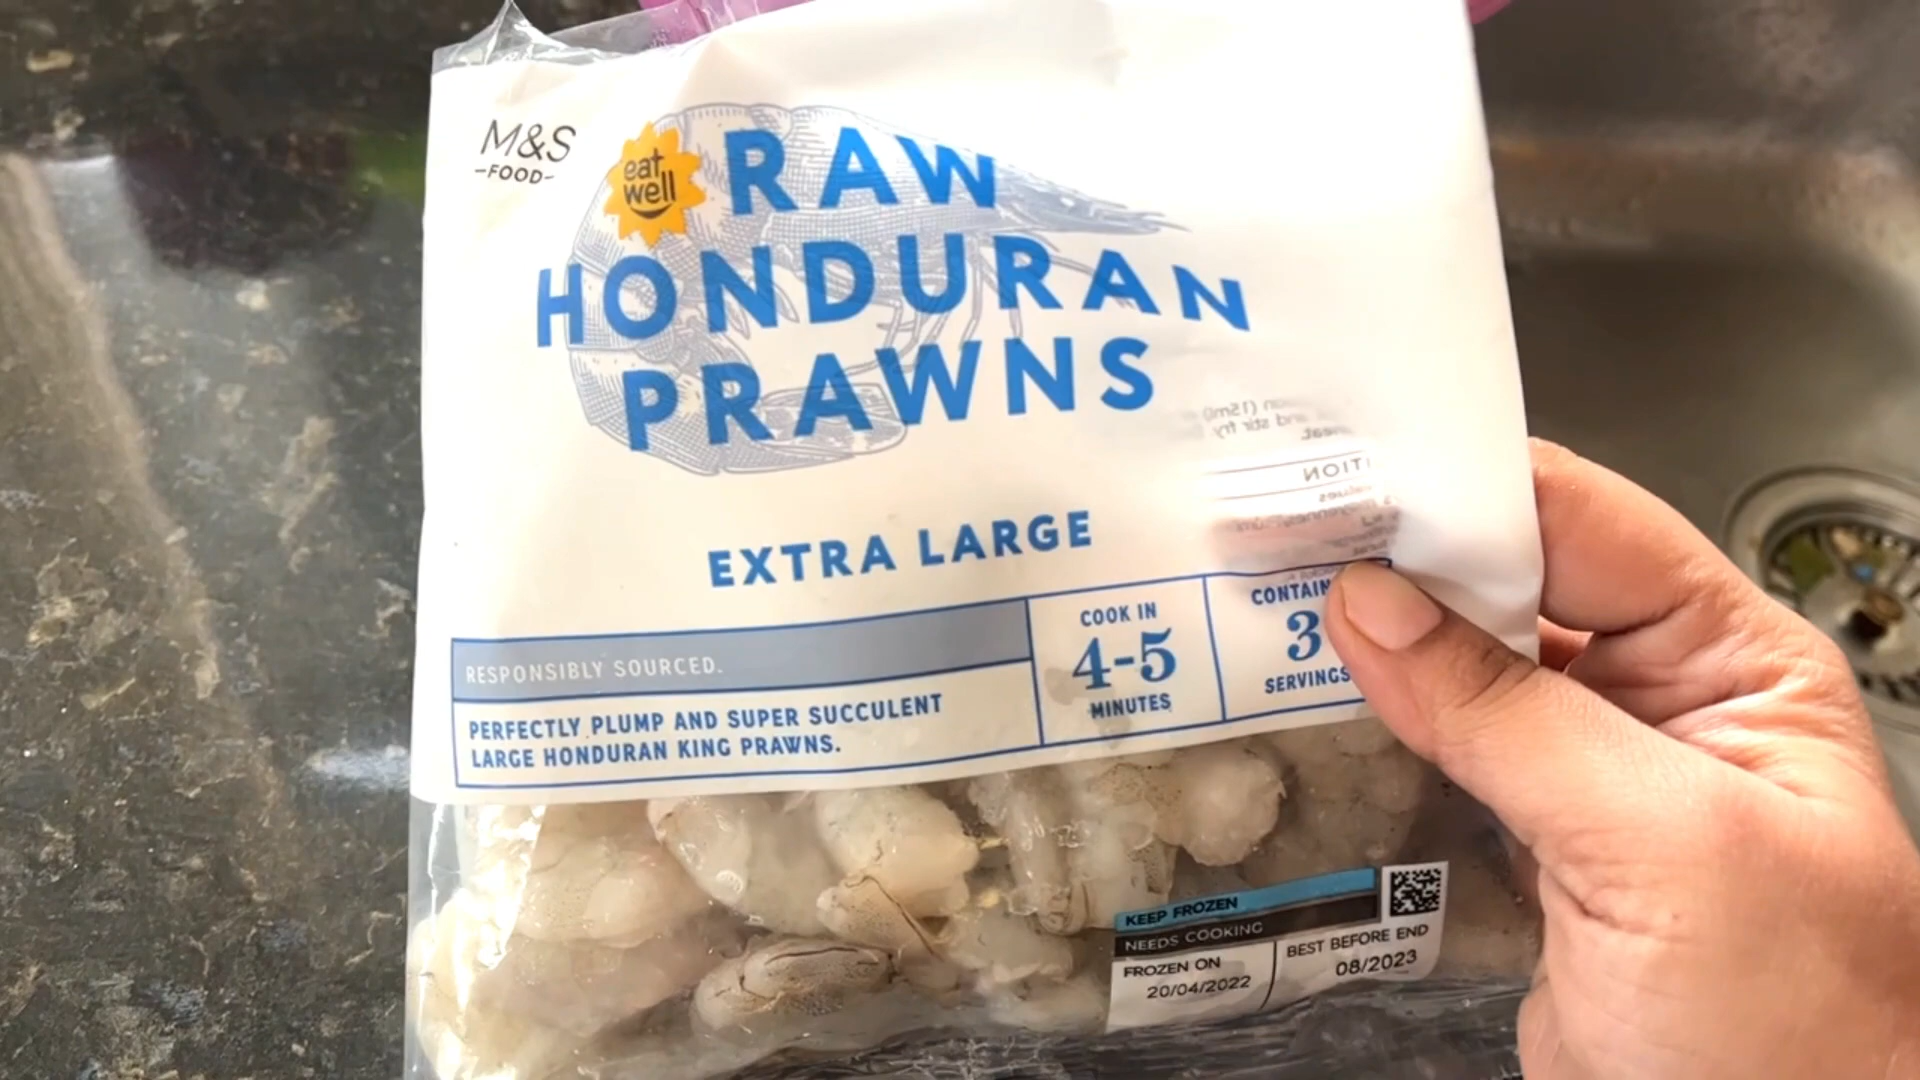 M&S
-FOOD-
eat
well
RAW
HONDURAN
PRAWNS
EXTRA LARGE
RESPONSIBLY SOURCED.
PERFECTLY PLUMP AND SUPER SUCCULENT
LARGE HONDURAN KING PRAWNS.
COOK IN
4-5
MINUTES
CONTAIN
3
SERVINGS
KEEP FROZEN
NEEDS COOKING
FROZEN ON
20/04/2022
BEST BEFORE END
08/2023